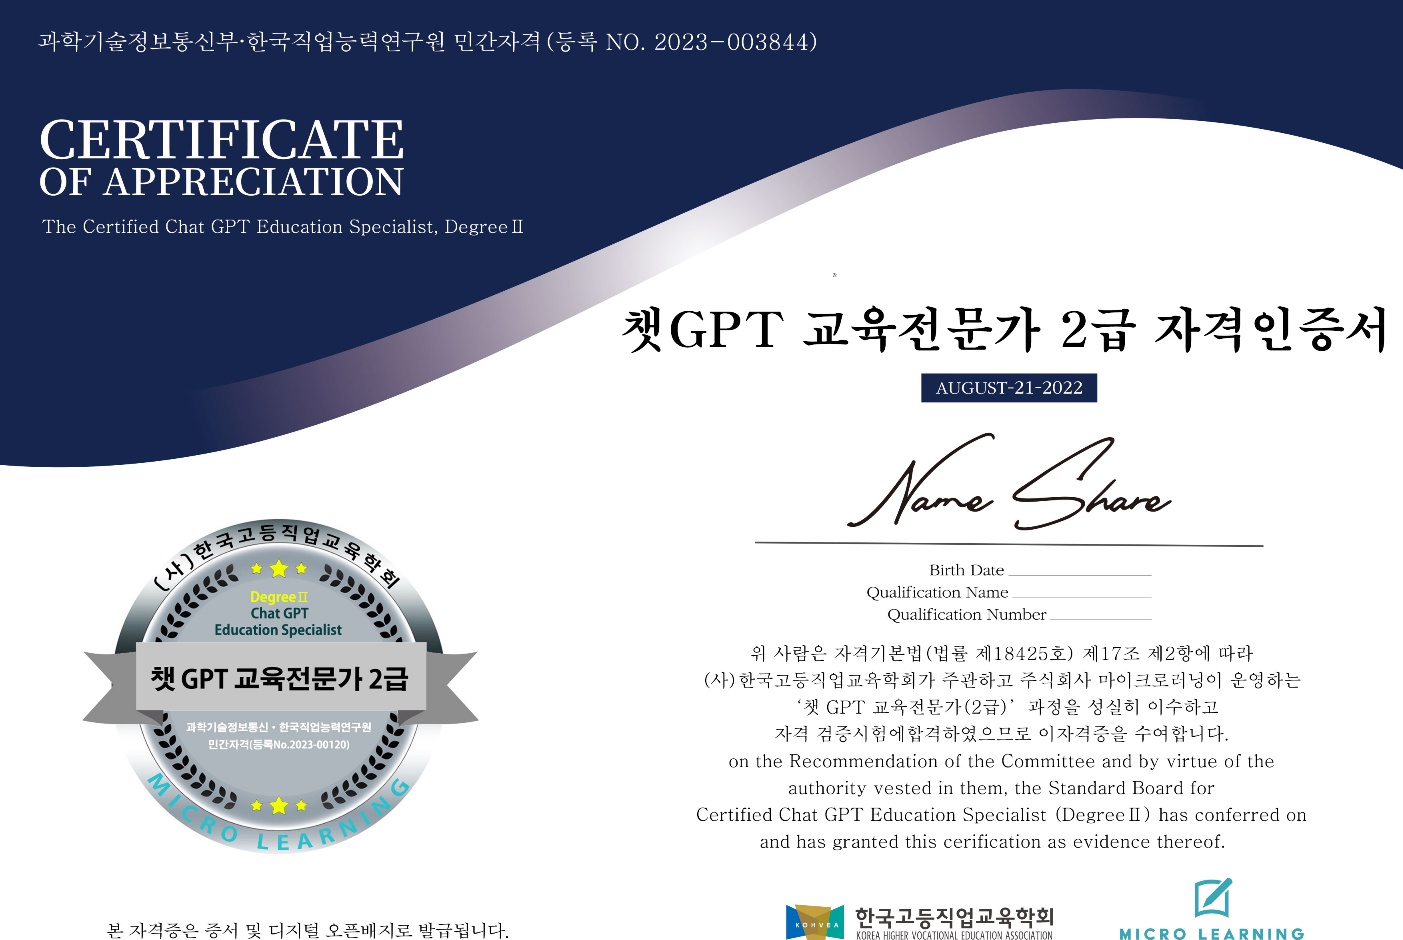 과학기술정보통신부·한국직업능력연구원 민간자격(등록 NO. 2023-003844)
CERTIFICATE
OF APPRECIATION
The Certified Chat GPT Education Specialist, DegreeⅡ
챗GPT 교육전문가 2급 자격인증서
AUGUST-21-2022
Name Share
Birth Date
Qualification Name
Qualification Number
위 사람은 자격기본법(법률 제18425호) 제17조 제2항에 따라
(사)한국고등직업교육학회가 주관하고 주식회사 마이크로러닝이 운영하는
‘챗 GPT 교육전문가(2급)’ 과정을 성실히 이수하고
자격 검증시험에합격하였으므로 이자격증을 수여합니다.
on the Recommendation of the Committee and by virtue of the
authority vested in them, the Standard Board for
Certified Chat GPT Education Specialist (DegreeⅡ) has conferred on
and has granted this cerification as evidence thereof.
(사)한국고등직업교육학회
DegreeⅡ
Chat GPT
Education Specialist
챗 GPT 교육전문가 2급
과학기술정보통신·한국직업능력연구원
민간자격(등록No.2023-00120)
MICRO LEARNING
본 자격증은 증서 및 디지털 오픈배지로 발급됩니다.
KOHVEA
한국고등직업교육학회
KOREA HIGHER VOCATIONAL EDUCATION ASSOCIATION
MICRO LEARNING